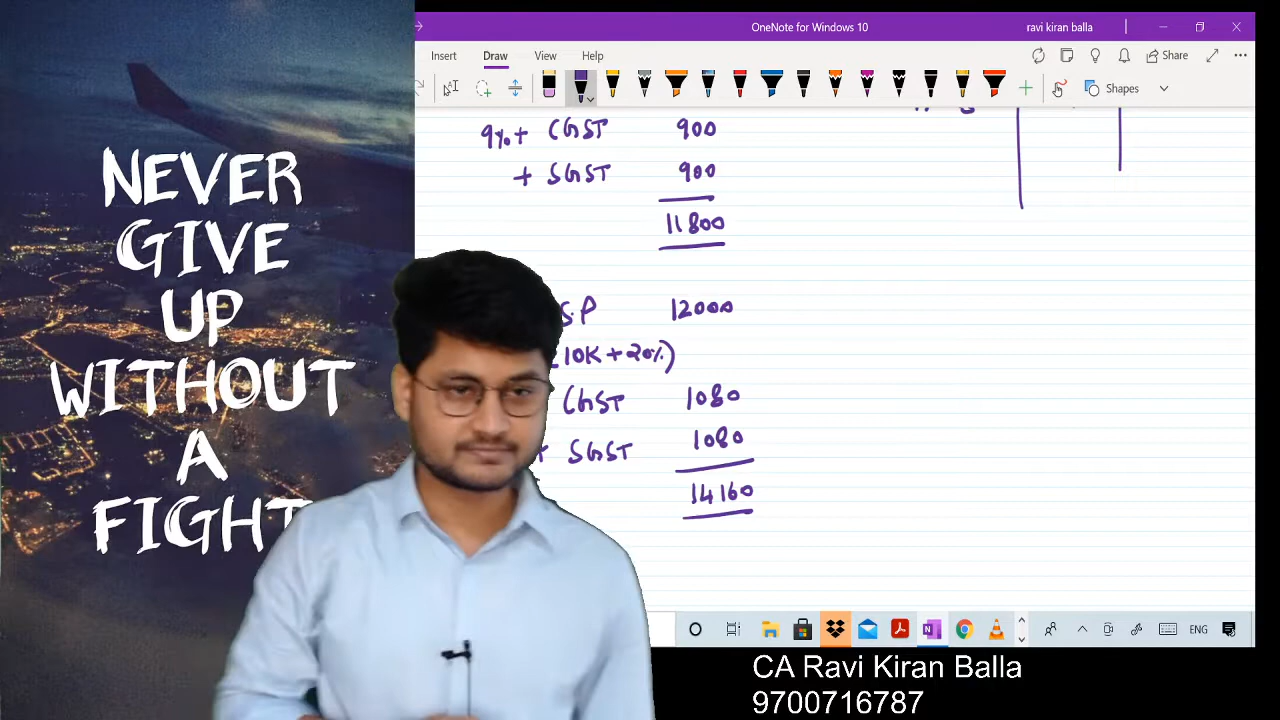 NEVER
GIVE
UP
WITHOUT
A
FIGHT
OneNote for Windows 10
ravi kiran balla
Insert
Draw
View
Help
Share
Shapes
9%+ CGST 900
+ SGST 900
11800
S.P 12000
10K + 20%)
CGST 1080
+ SGST 1080
14160
ENG
CA Ravi Kiran Balla
9700716787